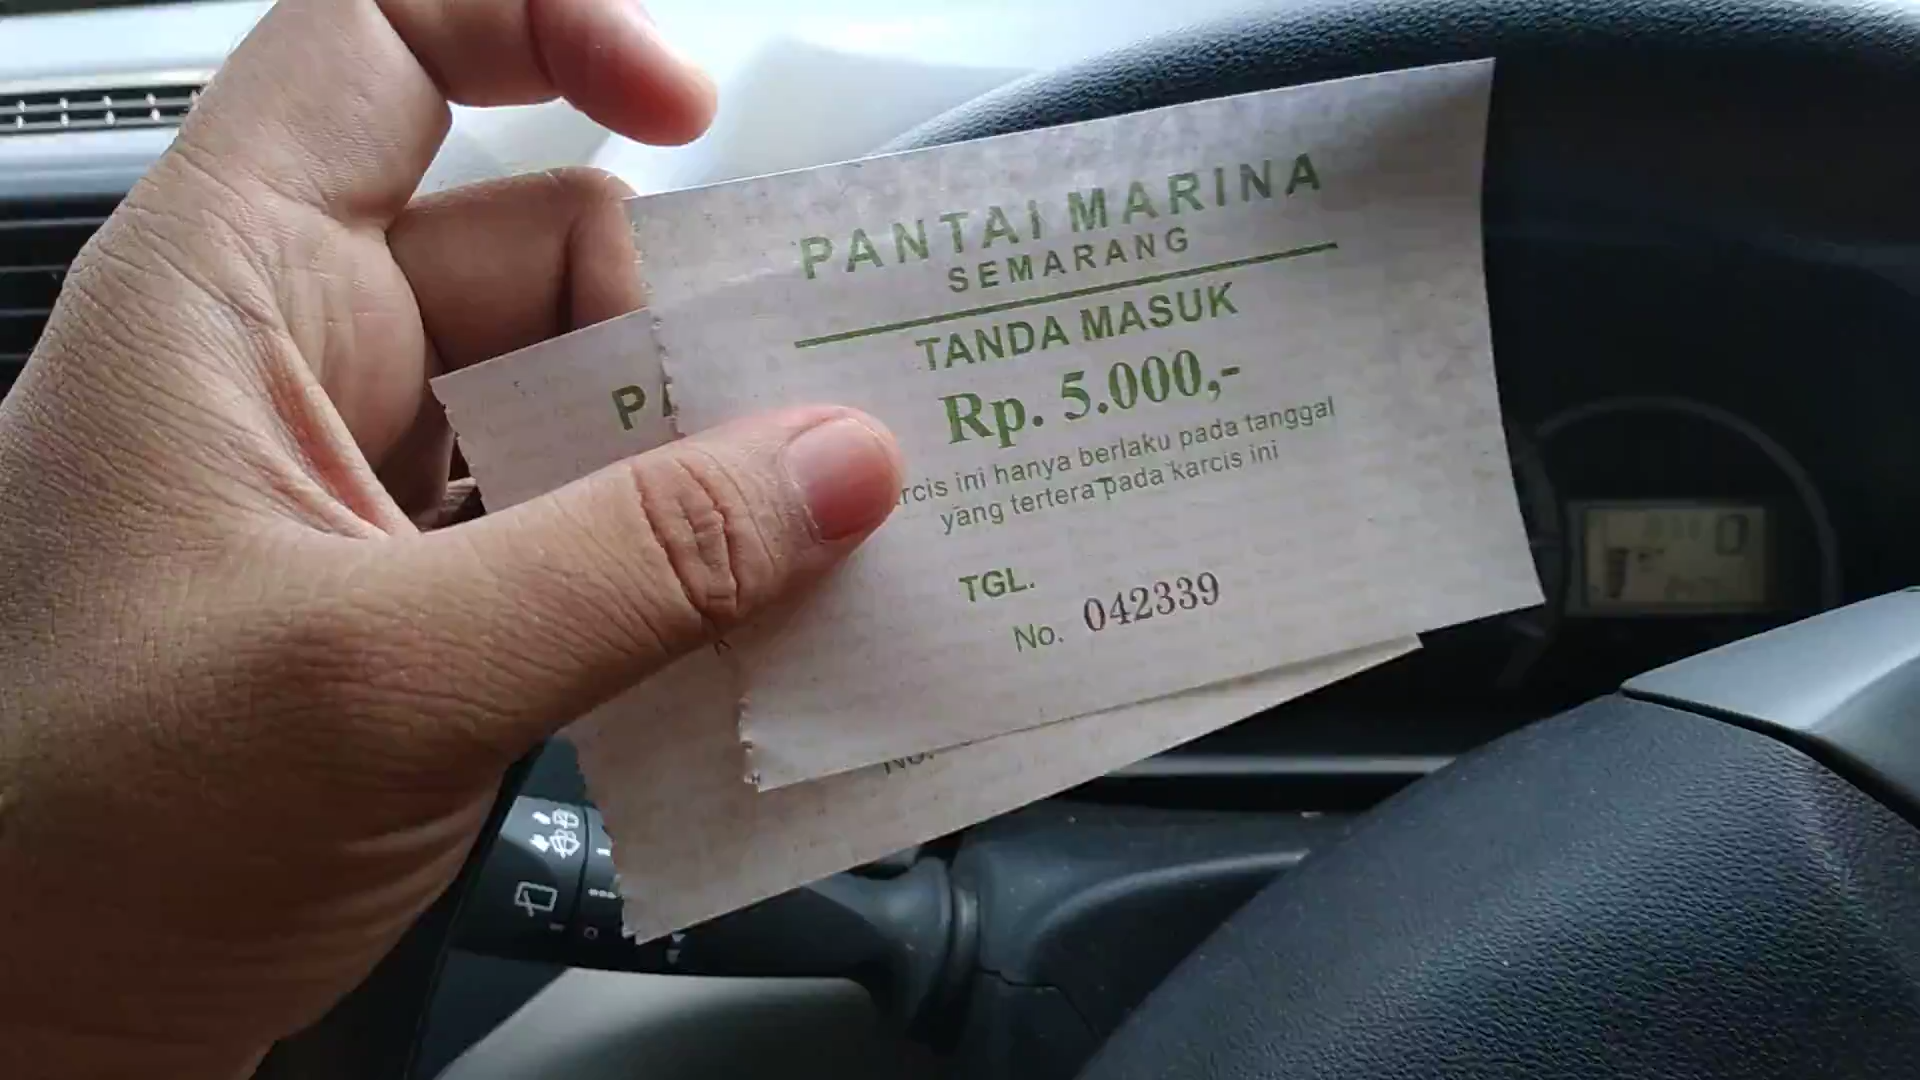 PANTAI MARINA
SEMARANG
TANDA MASUK
Rp. 5.000,-
ini hanya berlaku pada tanggal
yang tertera pada karcis ini
TGL.
No. 042339
No.